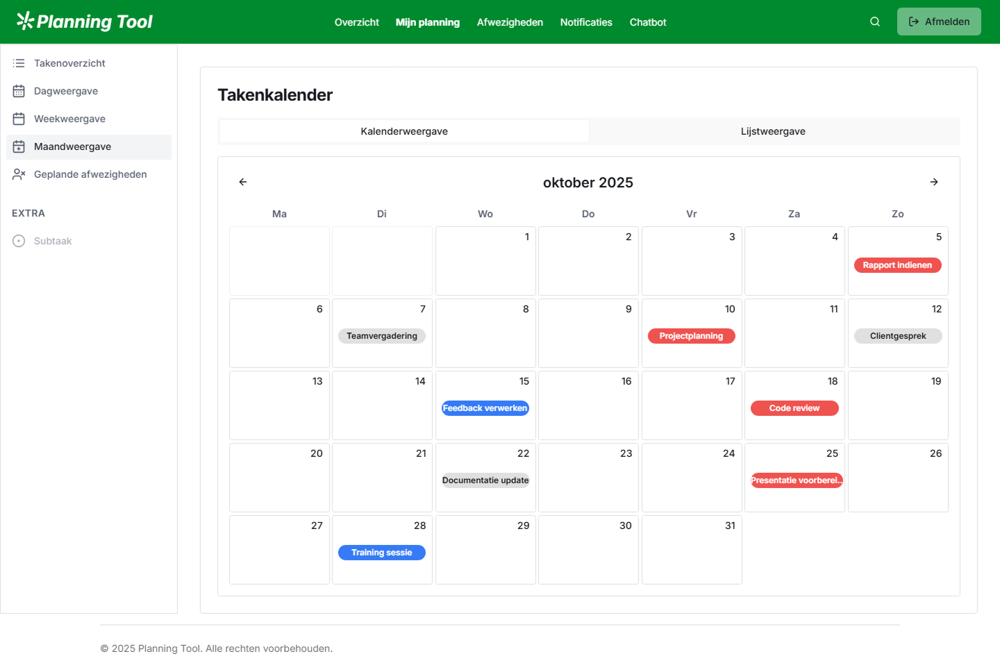 Planning Tool
Overzicht Mijn planning Afwezigheden Notificaties Chatbot
Afmelden
Takenoverzicht
Dagweergave
Weekweergave
Maandweergave
Geplande afwezigheden
EXTRA
Subtaak
Takenkalender
Kalenderweergave Lijstweergave
oktober 2025
Ma Di Wo Do Vr Za Zo
1 2 3 4 5
Rapport indienen
6 7 8 9 10 11 12
Teamvergadering Projectplanning Clientgesprek
13 14 15 16 17 18 19
Feedback verwerken Code review
20 21 22 23 24 25 26
Documentatie update Presentatie voorberei..
27 28 29 30 31
Training sessie
© 2025 Planning Tool. Alle rechten voorbehouden.